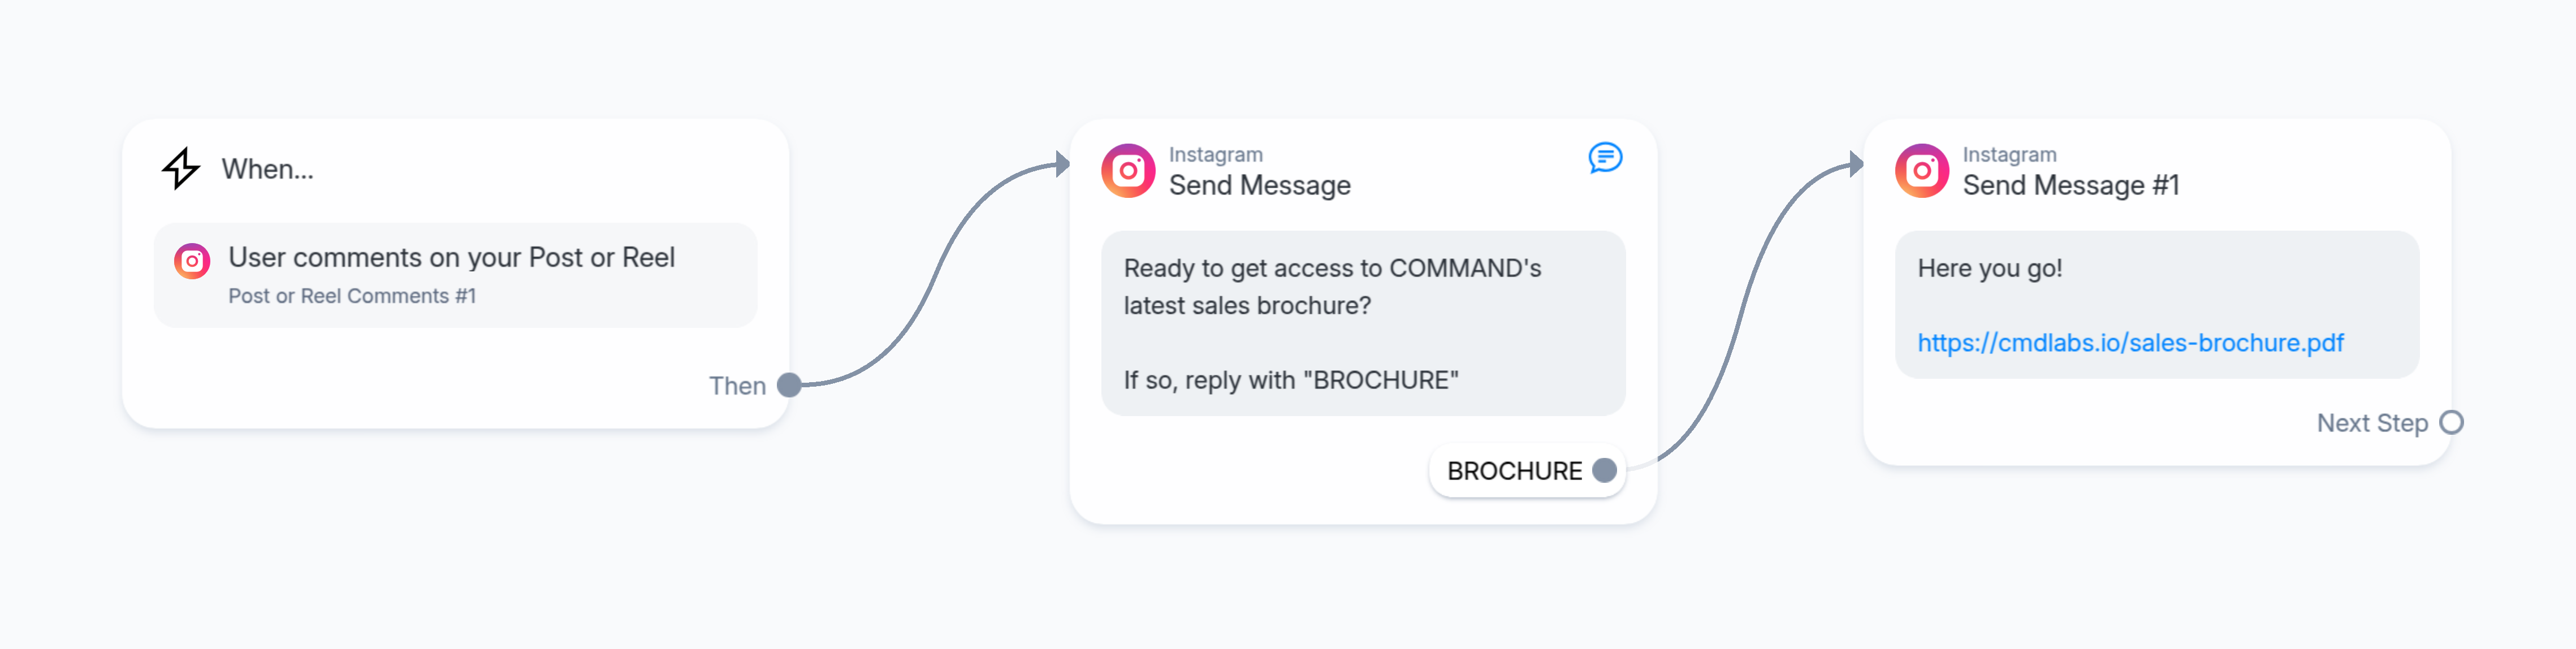 When...
User comments on your Post or Reel
Post or Reel Comments #1
Then
Instagram
Send Message
Ready to get access to COMMAND's
latest sales brochure?
If so, reply with "BROCHURE"
BROCHURE
Instagram
Send Message #1
Here you go!
https://cmdlabs.io/sales-brochure.pdf
Next Step